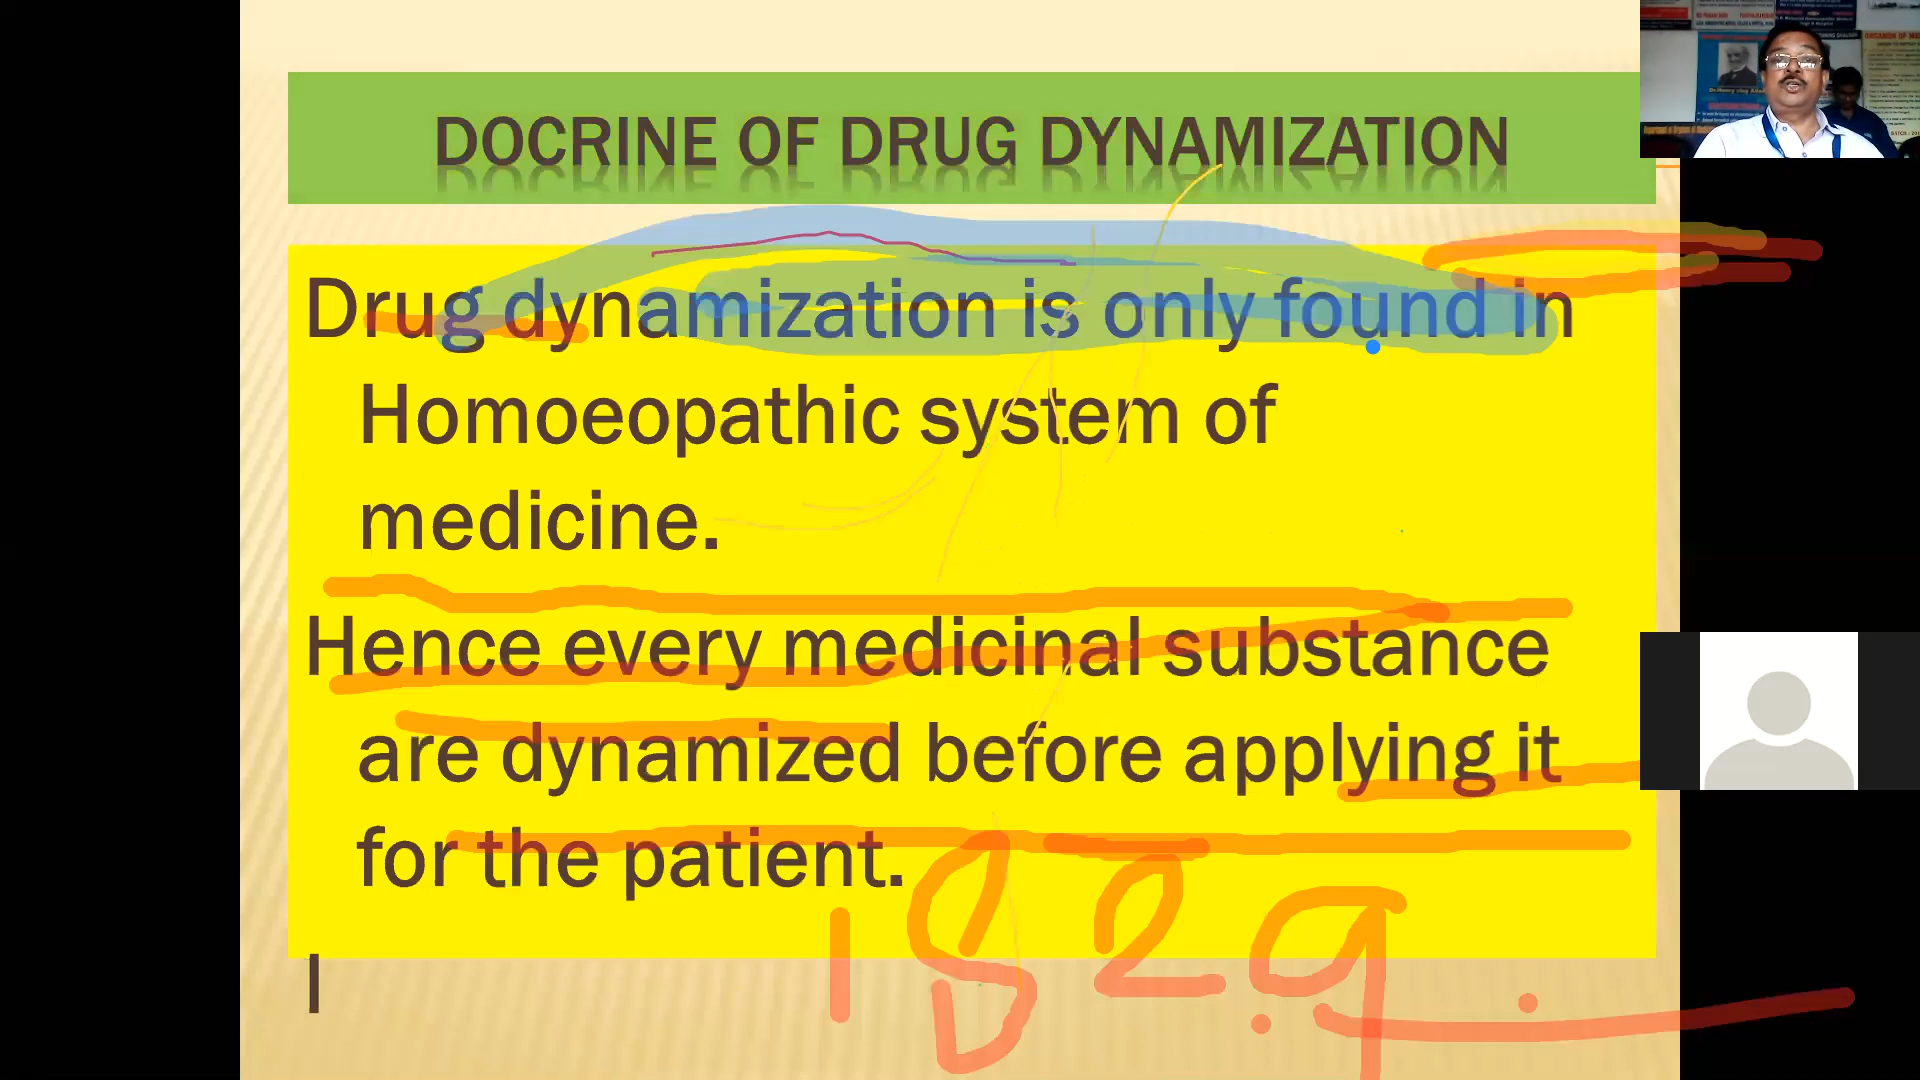 DOCRINE OF DRUG DYNAMIZATION
Drug dynamization is only found in
Homoeopathic system of
medicine.
Hence every medicinal substance
are dynamized before applying it
for the patient.
1829